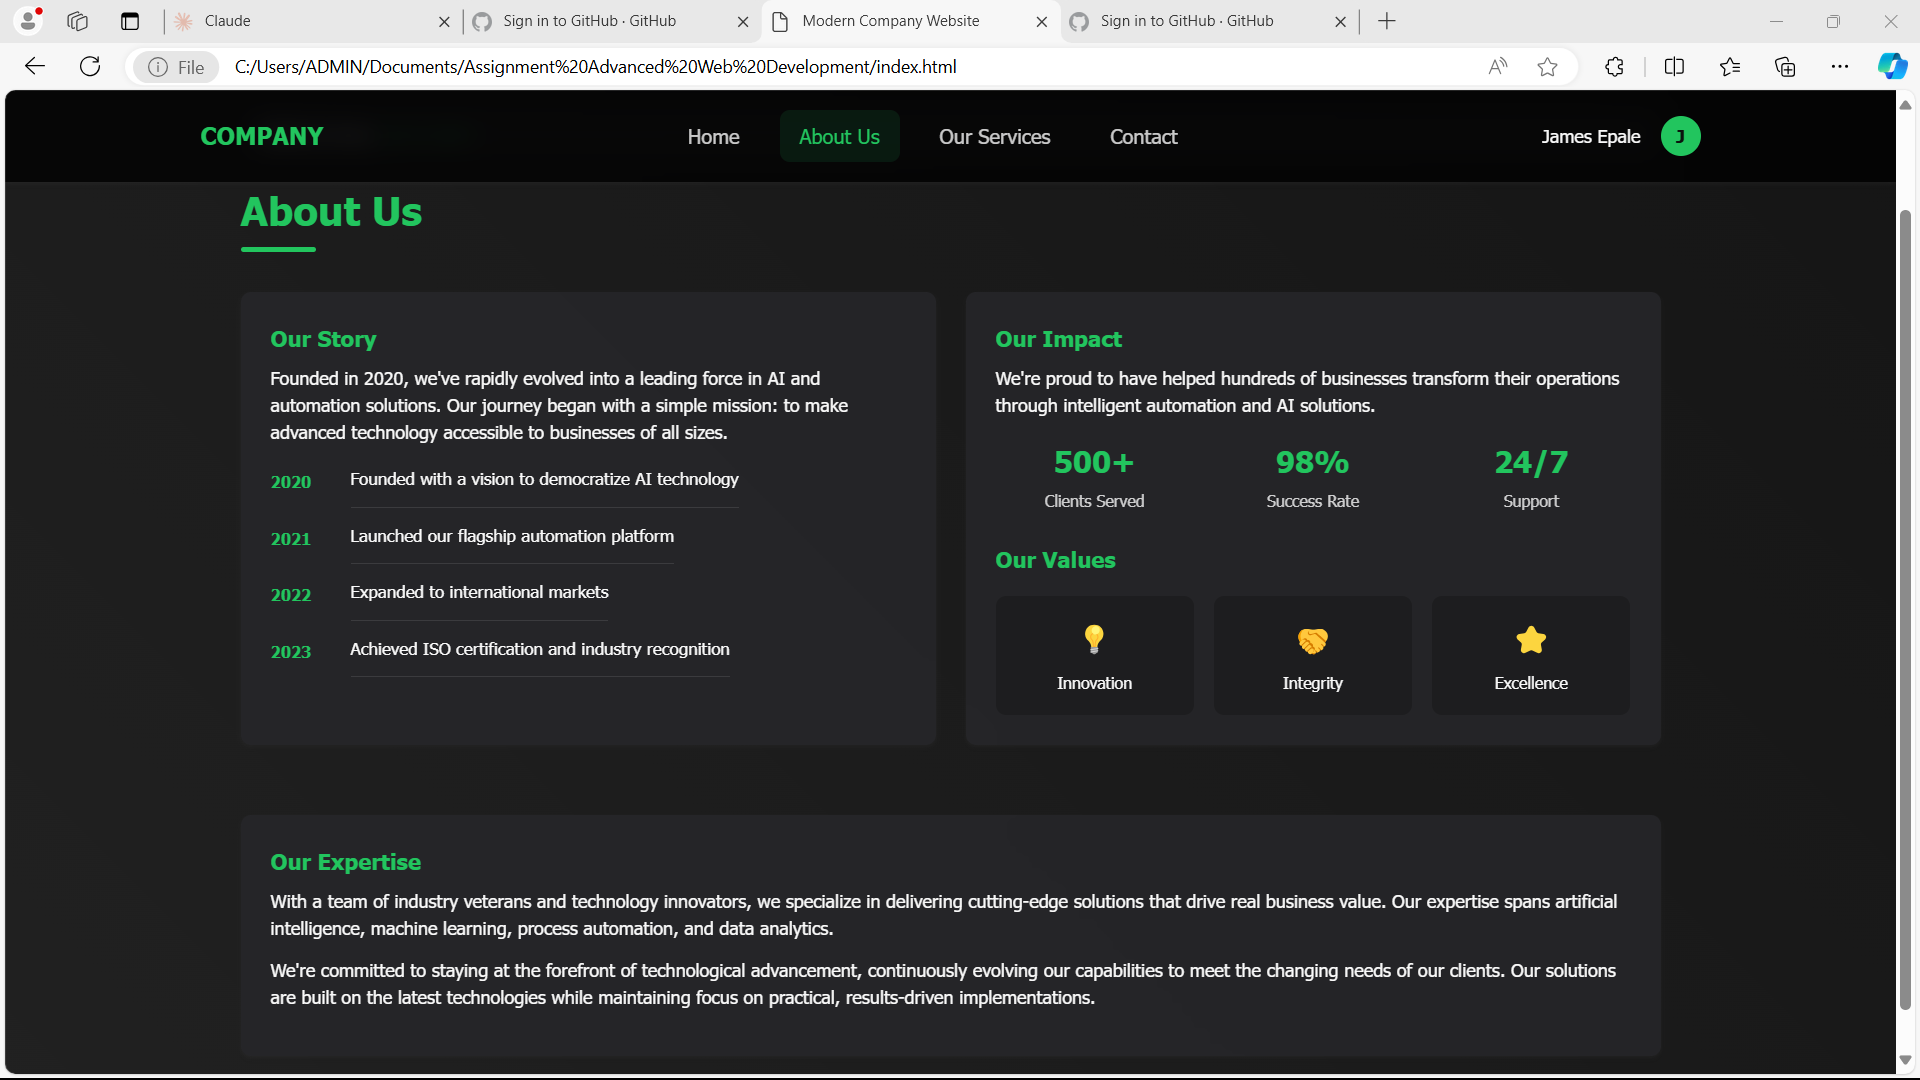 Claude
Sign in to GitHub · GitHub
Modern Company Website
Sign in to GitHub · GitHub
File
C:/Users/ADMIN/Documents/Assignment%20Advanced%20Web%20Development/index.html
COMPANY
Home
About Us
Our Services
Contact
James Epale
J
About Us
Our Story
Founded in 2020, we've rapidly evolved into a leading force in AI and
automation solutions. Our journey began with a simple mission: to make
advanced technology accessible to businesses of all sizes.
2020 Founded with a vision to democratize AI technology
2021 Launched our flagship automation platform
2022 Expanded to international markets
2023 Achieved ISO certification and industry recognition
Our Impact
We're proud to have helped hundreds of businesses transform their operations
through intelligent automation and AI solutions.
500+ 98% 24/7
Clients Served Success Rate Support
Our Values
Innovation Integrity Excellence
Our Expertise
With a team of industry veterans and technology innovators, we specialize in delivering cutting-edge solutions that drive real business value. Our expertise spans artificial
intelligence, machine learning, process automation, and data analytics.
We're committed to staying at the forefront of technological advancement, continuously evolving our capabilities to meet the changing needs of our clients. Our solutions
are built on the latest technologies while maintaining focus on practical, results-driven implementations.